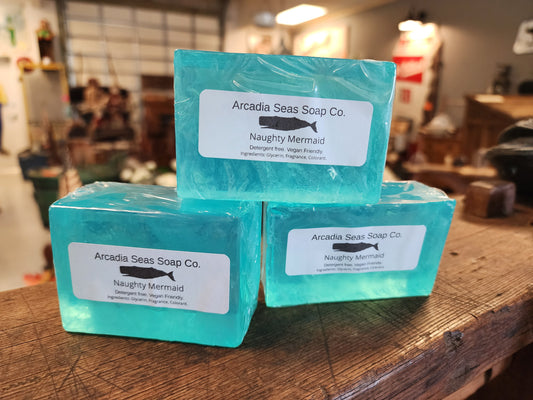 Arcadia Seas Soap Co.
Naughty Mermaid
Detergent free. Vegan Friendly.
Ingredients: Glycerin, Fragrance, Colorant.
Arcadia Seas Soap Co.
Naughty Mermaid
Detergent free. Vegan Friendly.
Ingredients: Glycerin, Fragrance, Colorant.
Arcadia Seas Soap Co.
Naughty Mermaid
Detergent free. Vegan Friendly.
Ingredients: Glycerin, Fragrance, Colorant.